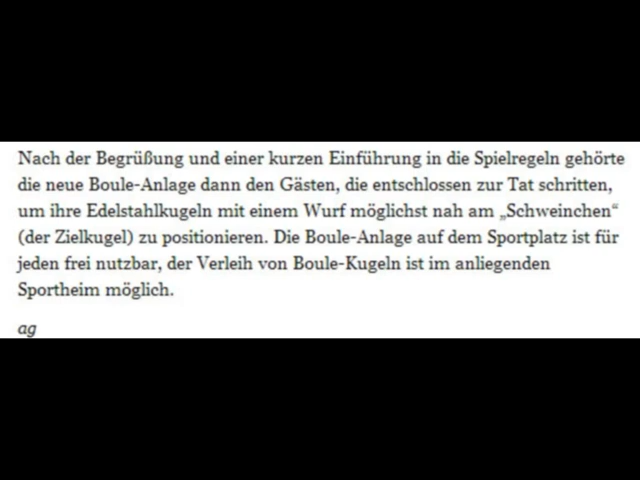 Nach der Begrüßung und einer kurzen Einführung in die Spielregeln gehörte
die neue Boule-Anlage dann den Gästen, die entschlossen zur Tat schritten,
um ihre Edelstahlkugeln mit einem Wurf möglichst nah am „Schweinchen“
(der Zielkugel) zu positionieren. Die Boule-Anlage auf dem Sportplatz ist für
jeden frei nutzbar, der Verleih von Boule-Kugeln ist im anliegenden
Sportheim möglich.
ag